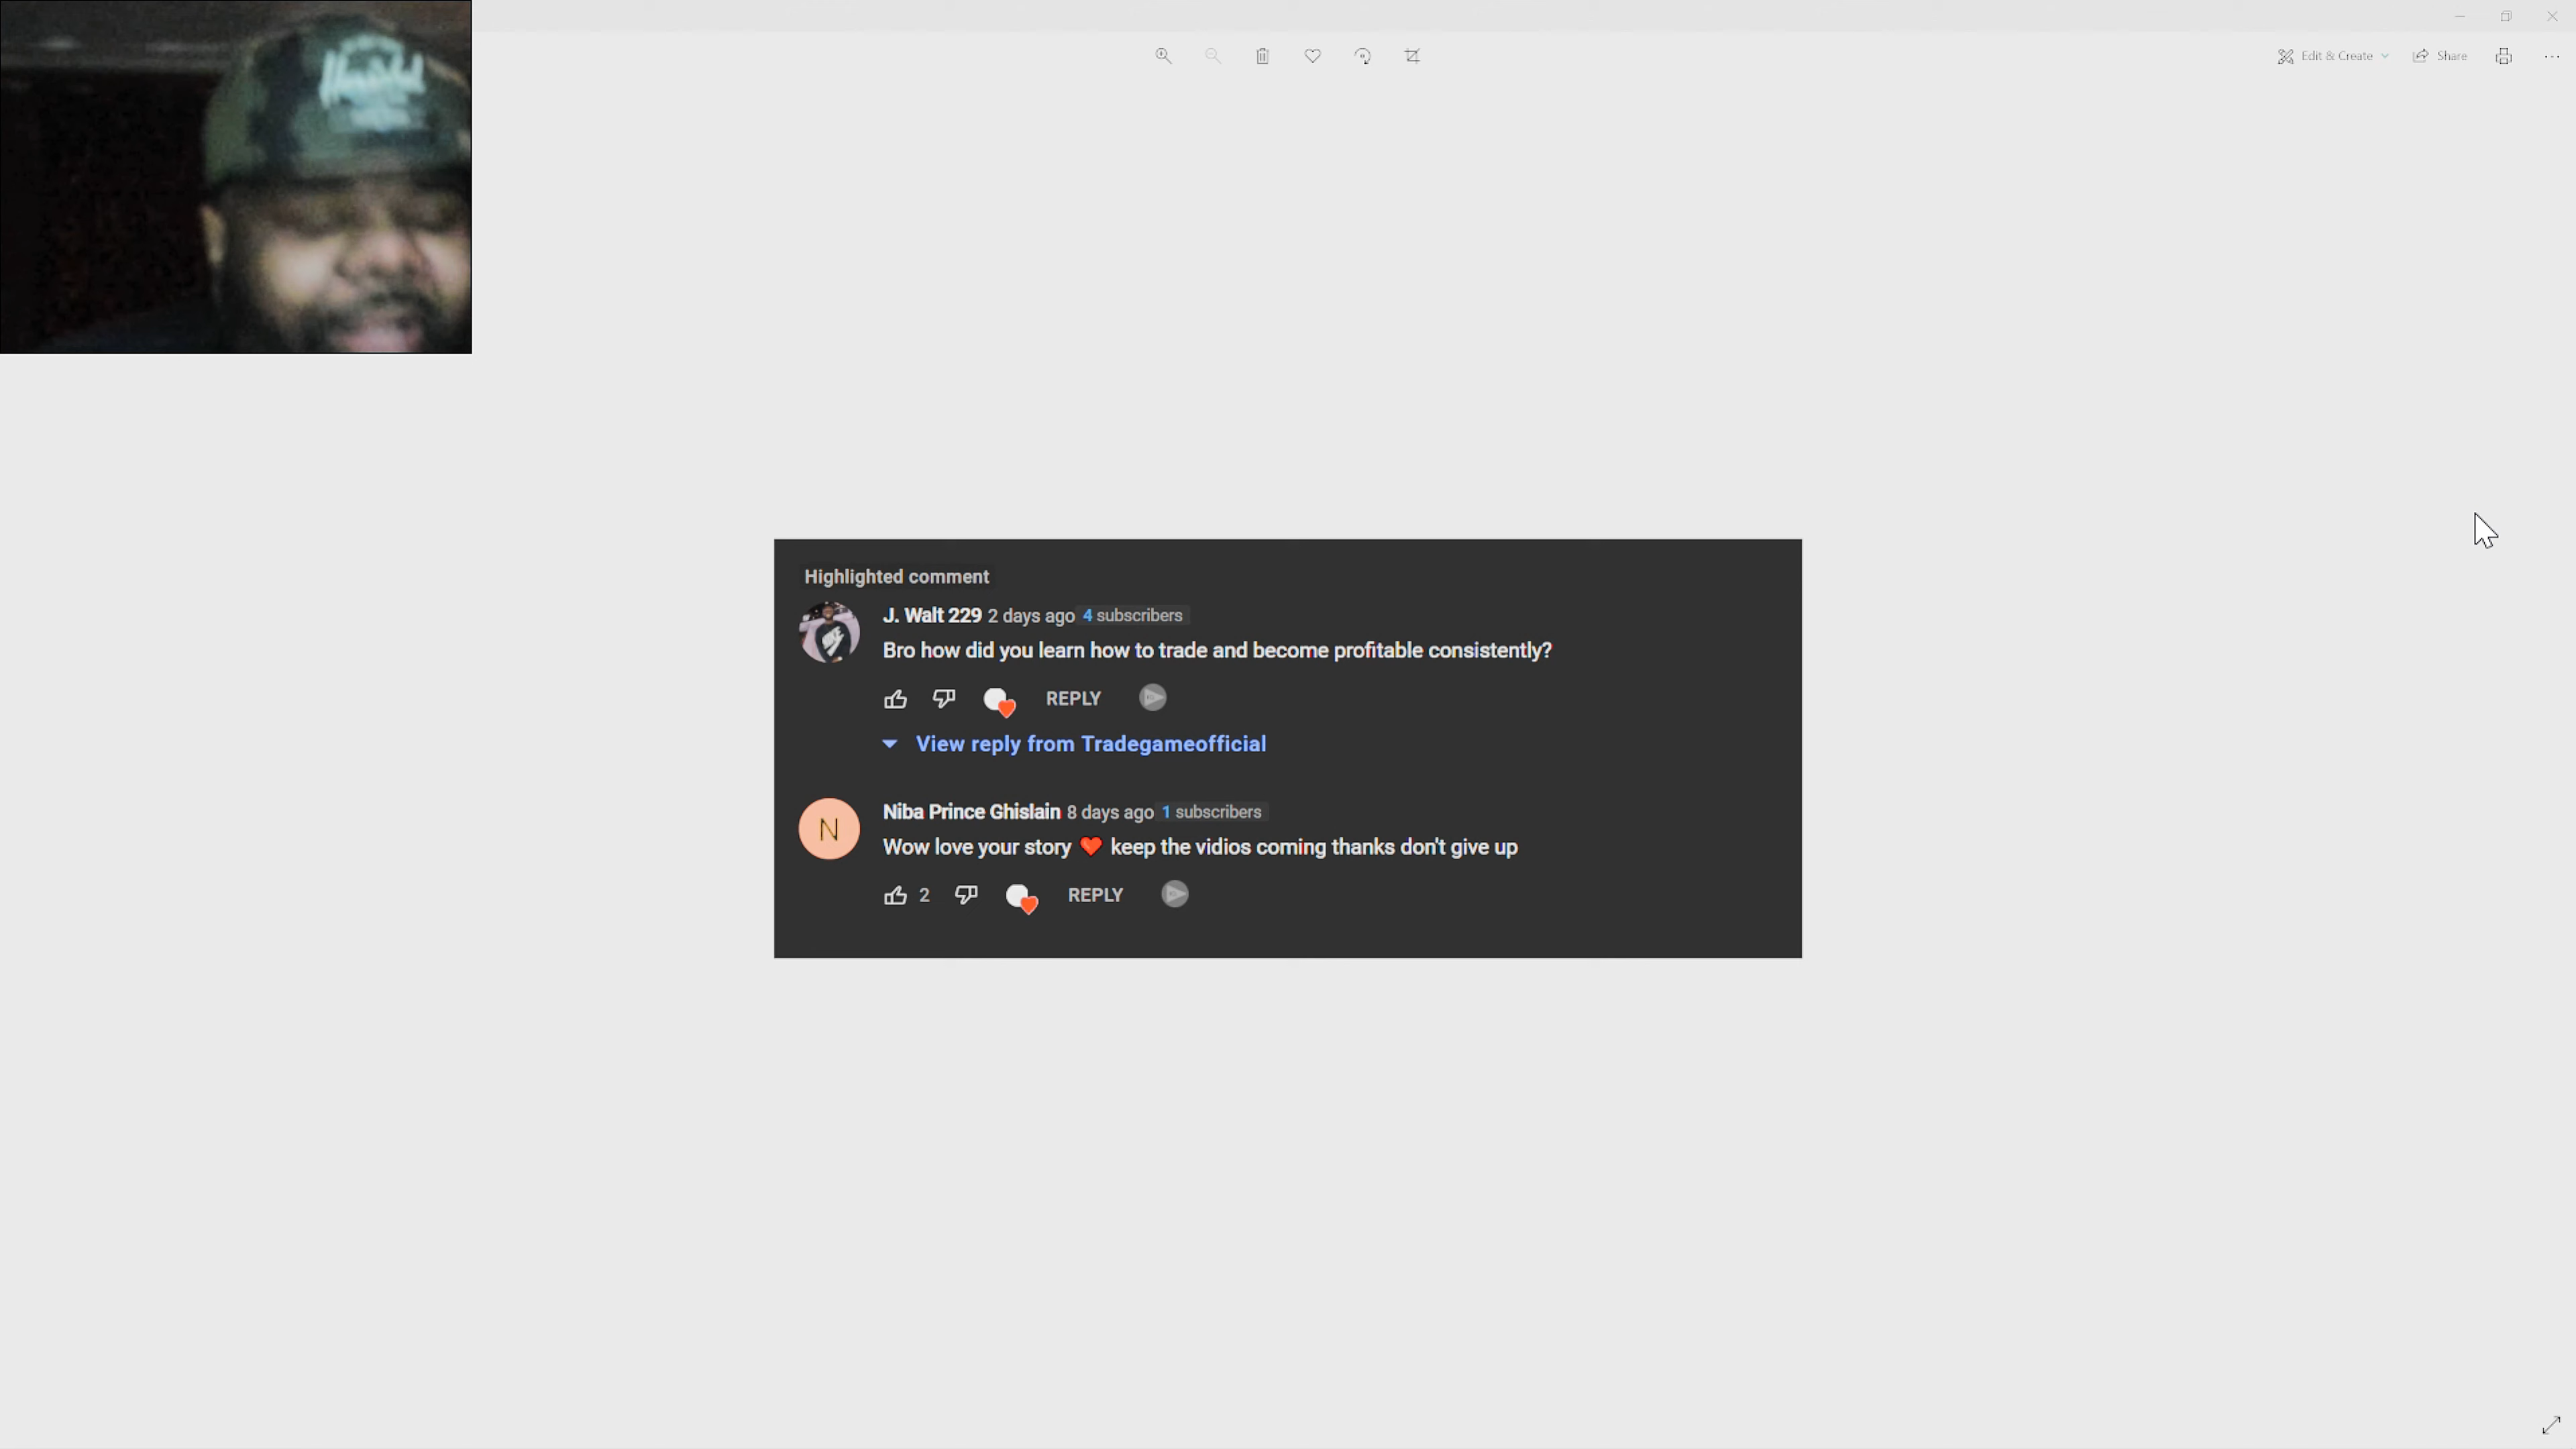 Edit & Create
Share
Highlighted comment
J. Walt 229 2 days ago 4 subscribers
Bro how did you learn how to trade and become profitable consistently?
REPLY
View reply from Tradegameofficial
N
Niba Prince Ghislain 8 days ago 1 subscribers
Wow love your story ❤️ keep the vidios coming thanks don't give up
2 REPLY